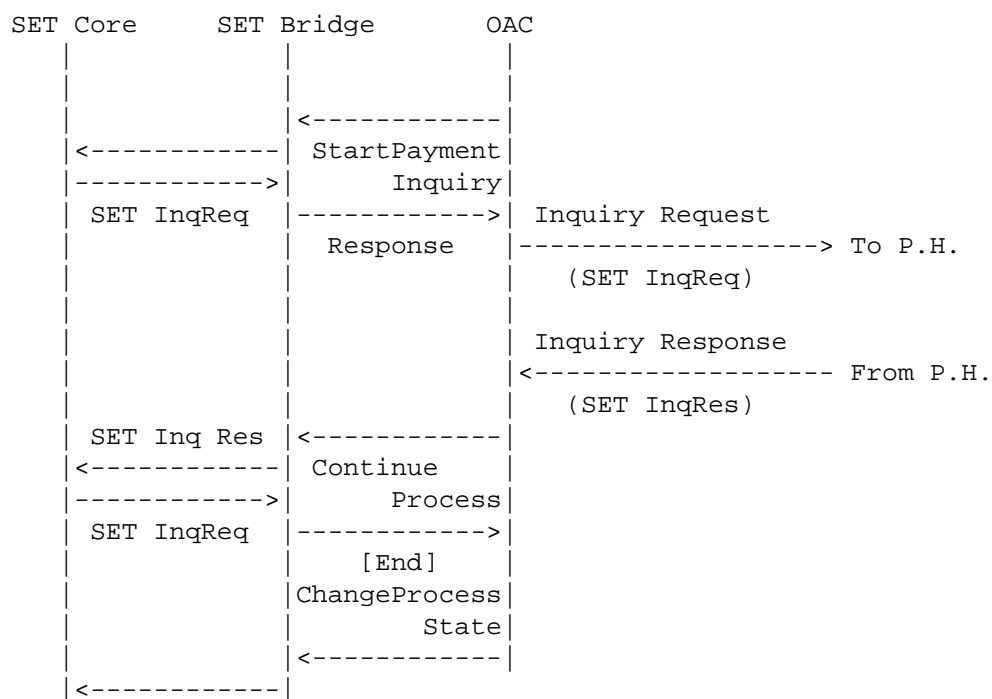 SET Core SET Bridge OAC
StartPayment
Inquiry
SET InqReq Inquiry Request
Response To P.H.
(SET InqReq)
Inquiry Response
From P.H.
(SET InqRes)
SET Inq Res
Continue
Process
SET InqReq
[End]
ChangeProcess
State